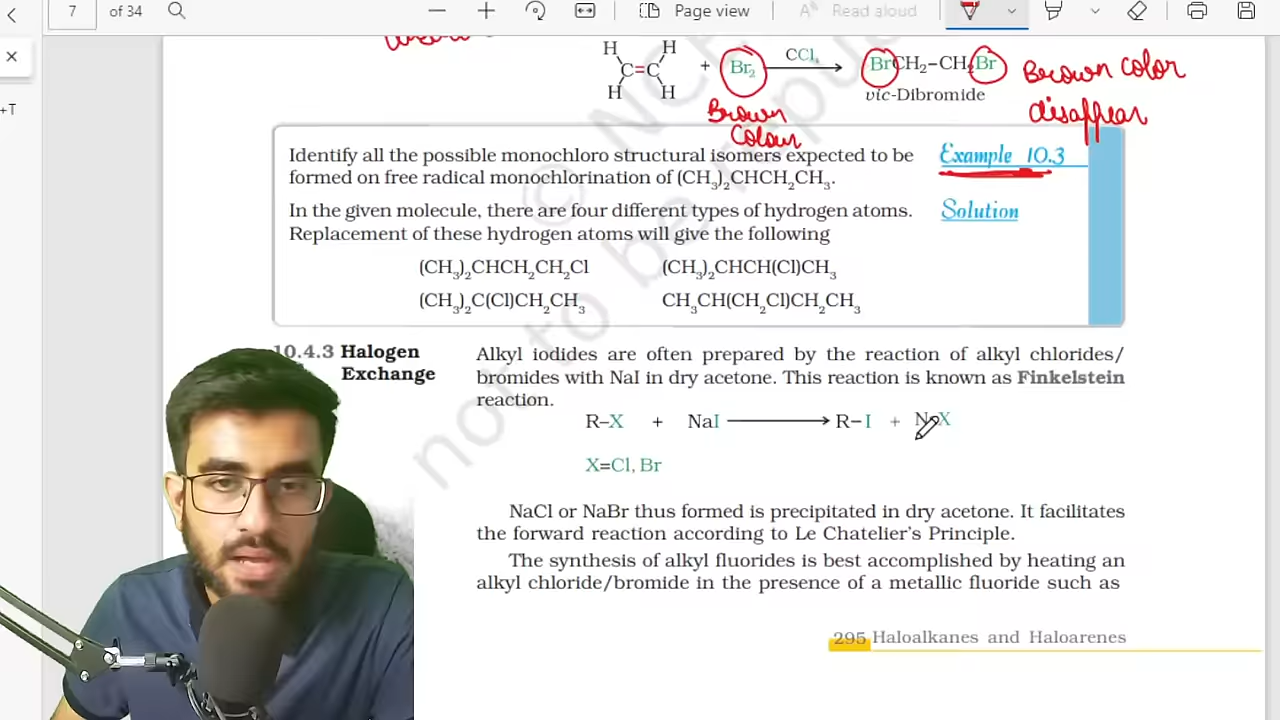 7 of 34 Page view Read aloud
+T
H H
C=C + Br₂ CCl₄ BrCH₂–CH₂Br Brown color
H H vic-Dibromide disappear
Brown
Colour
Identify all the possible monochloro structural isomers expected to be Example 10.3
formed on free radical monochlorination of (CH₃)₂CHCH₂CH₃.
In the given molecule, there are four different types of hydrogen atoms. Solution
Replacement of these hydrogen atoms will give the following
(CH₃)₂CHCH₂CH₂Cl (CH₃)₂CHCH(Cl)CH₃
(CH₃)₂C(Cl)CH₂CH₃ CH₃CH(CH₂Cl)CH₂CH₃
10.4.3 Halogen
Exchange
Alkyl iodides are often prepared by the reaction of alkyl chlorides/
bromides with NaI in dry acetone. This reaction is known as Finkelstein
reaction.
R–X + NaI R–I + NaX
X=Cl, Br
NaCl or NaBr thus formed is precipitated in dry acetone. It facilitates
the forward reaction according to Le Chatelier's Principle.
The synthesis of alkyl fluorides is best accomplished by heating an
alkyl chloride/bromide in the presence of a metallic fluoride such as
295 Haloalkanes and Haloarenes